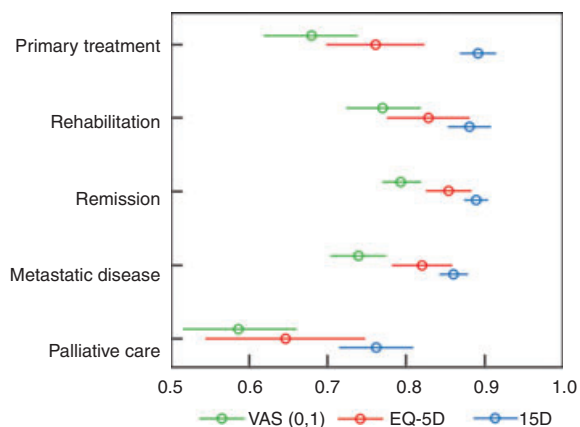 Primary treatment
Rehabilitation
Remission
Metastatic disease
Palliative care
0.5 0.6 0.7 0.8 0.9 1.0
VAS (0,1) EQ-5D 15D